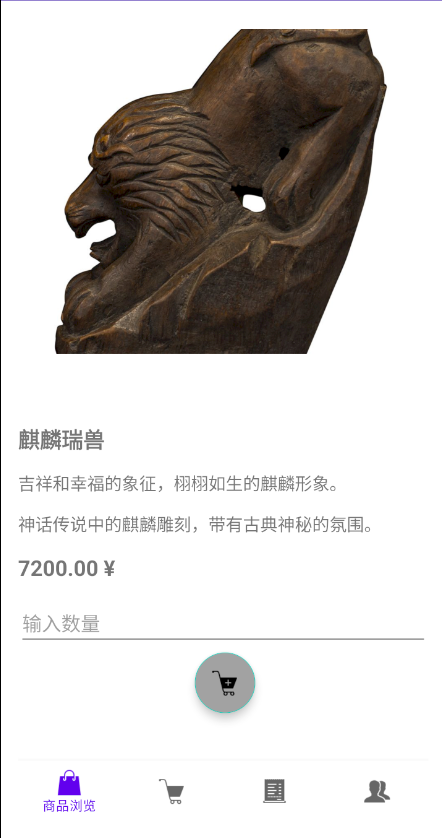 麒麟瑞兽
吉祥和幸福的象征，栩栩如生的麒麟形象。
神话传说中的麒麟雕刻，带有古典神秘的氛围。
7200.00 ¥
输入数量
商品浏览